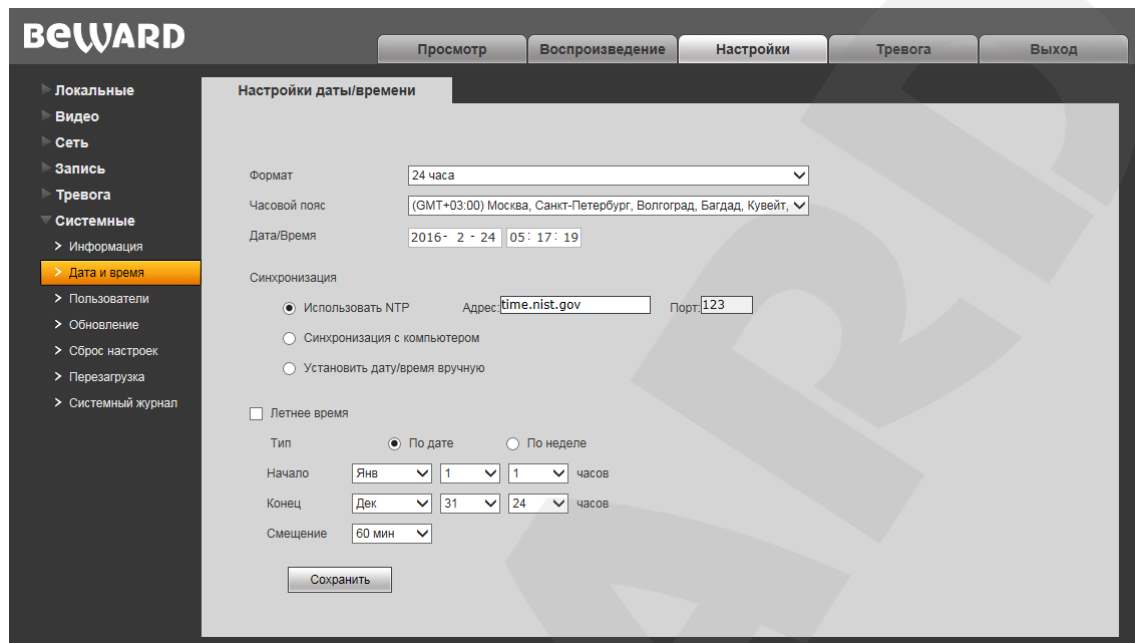 BEWARD
Просмотр
Воспроизведение
Настройки
Тревога
Выход
Локальные
Видео
Сеть
Запись
Тревога
Системные
Информация
Дата и время
Пользователи
Обновление
Сброс настроек
Перезагрузка
Системный журнал
Настройки даты/времени
Формат 24 часа
Часовой пояс (GMT+03:00) Москва, Санкт-Петербург, Волгоград, Багдад, Кувейт,
Дата/Время 2016- 2 - 24 05: 17: 19
Синхронизация
Использовать NTP Адрес: time.nist.gov Порт: 123
Синхронизация с компьютером
Установить дату/время вручную
Летнее время
Тип По дате По неделе
Начало Янв 1 1 часов
Конец Дек 31 24 часов
Смещение 60 мин
Сохранить